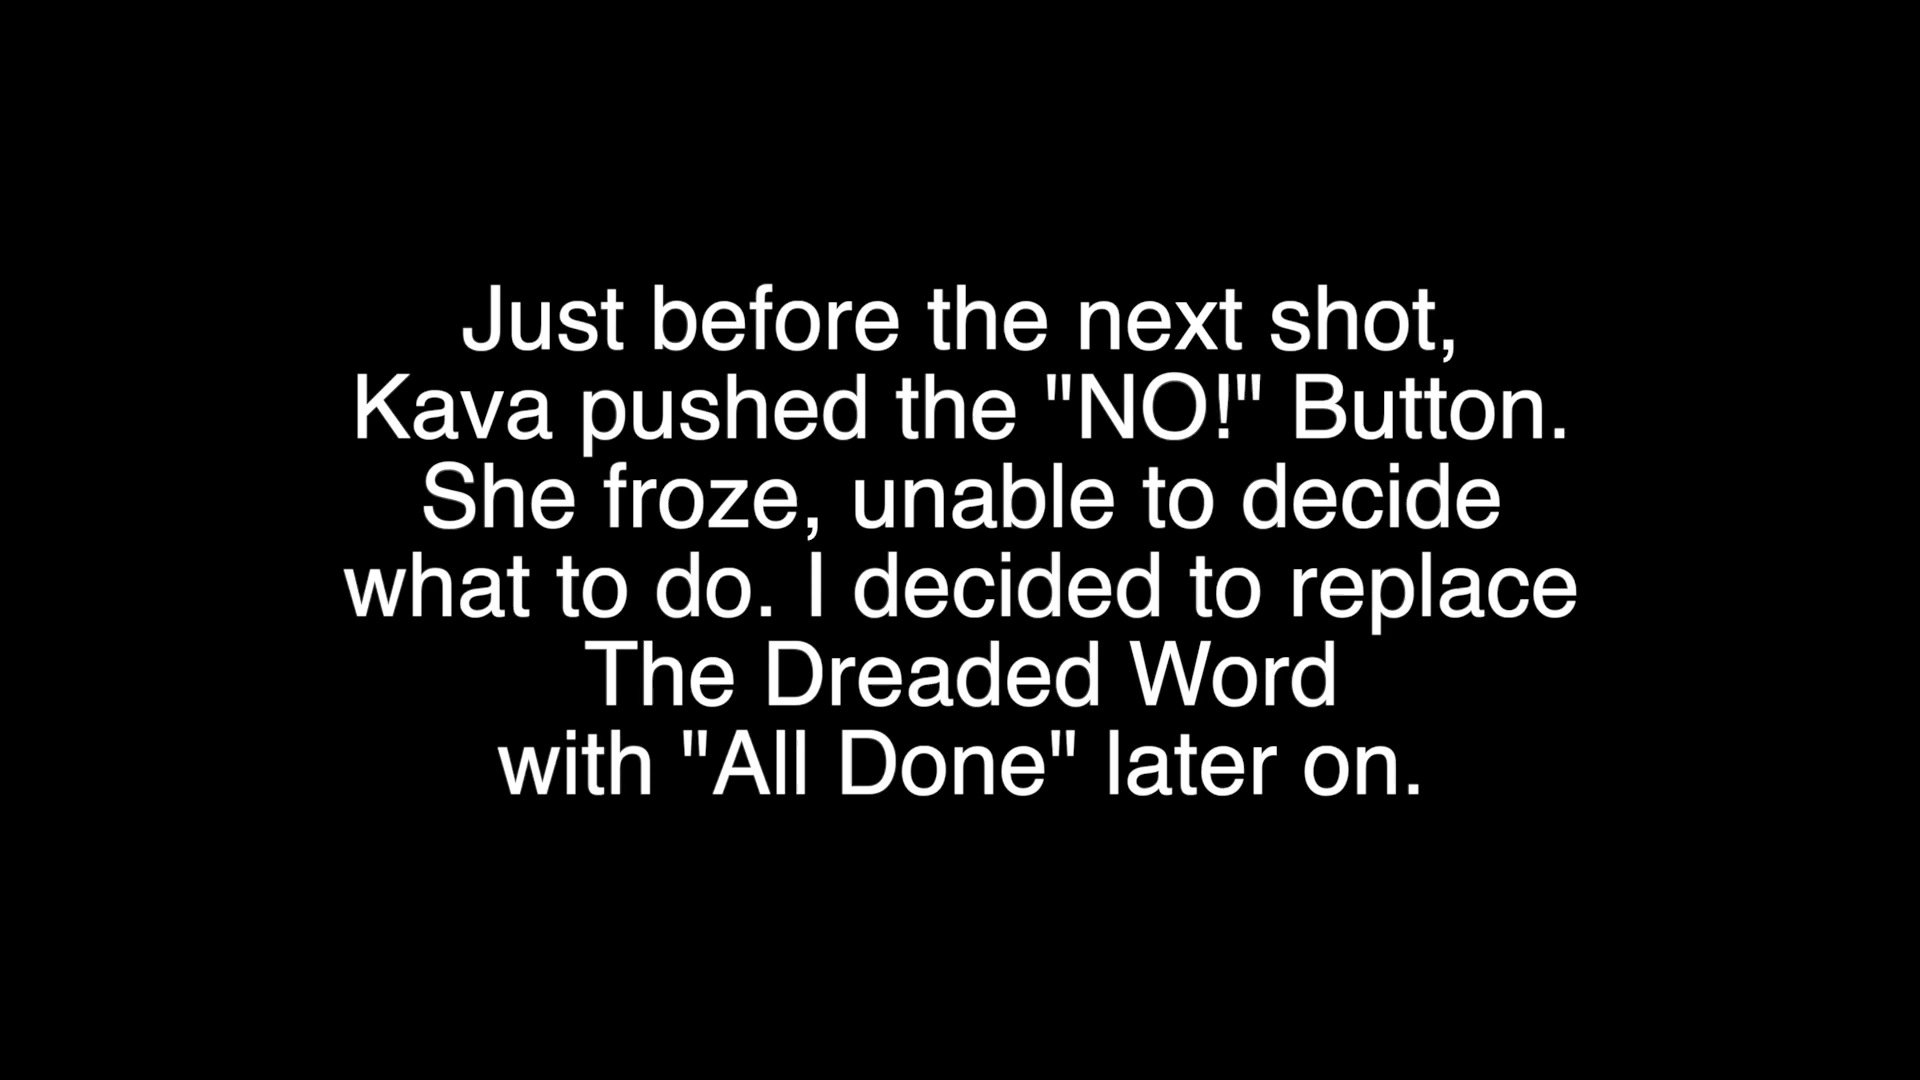 Just before the next shot,
Kava pushed the "NO!" Button.
She froze, unable to decide
what to do. I decided to replace
The Dreaded Word
with "All Done" later on.